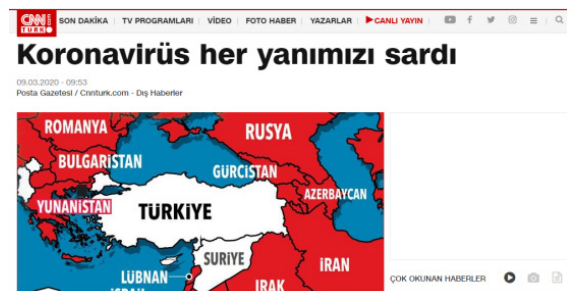 CNN TÜRK SON DAKİKA TV PROGRAMLARI VİDEO FOTO HABER YAZARLAR CANLI YAYIN
Koronavirüs her yanımızı sardı
09.03.2020 - 09:53
Posta Gazetesi / Cnnturk.com - Dış Haberler
ROMANYA
RUSYA
BULGARİSTAN
GÜRCİSTAN
AZERBAYCAN
YUNANİSTAN
TÜRKİYE
SURİYE
İRAN
LÜBNAN
IRAK
İSRAİL
ÇOK OKUNAN HABERLER